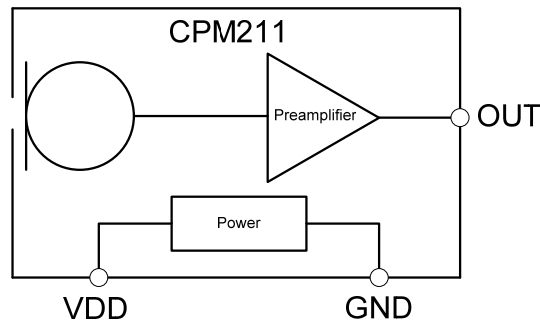 CPM211
Preamplifier
OUT
Power
VDD
GND